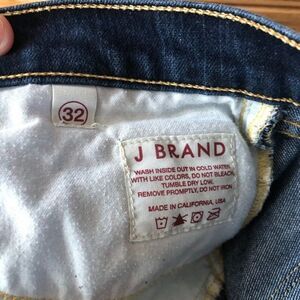 32
J BRAND
WASH INSIDE OUT IN COLD WATER
WITH LIKE COLORS, DO NOT BLEACH,
TUMBLE DRY LOW.
REMOVE PROMPTLY, DO NOT IRON.
MADE IN CALIFORNIA, USA